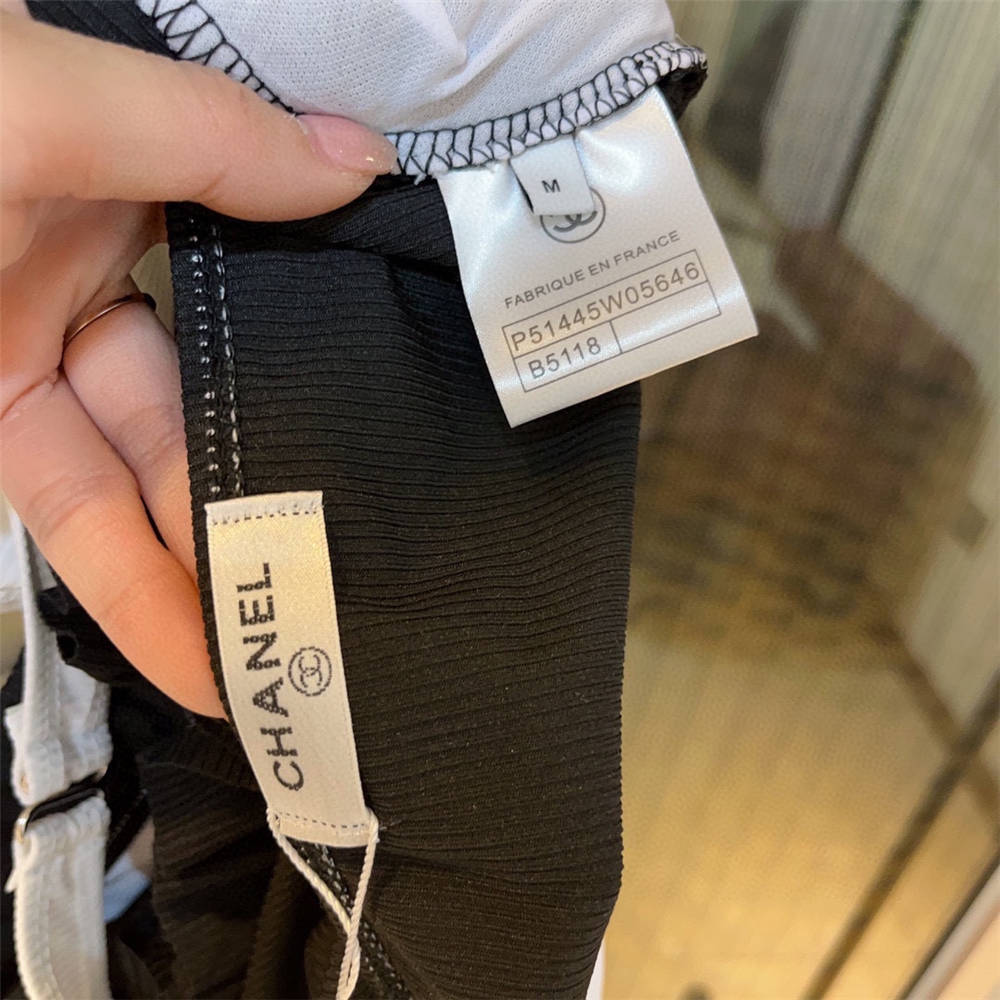 M
FABRIQUE EN FRANCE
P51445W05646
B5118
CHANEL